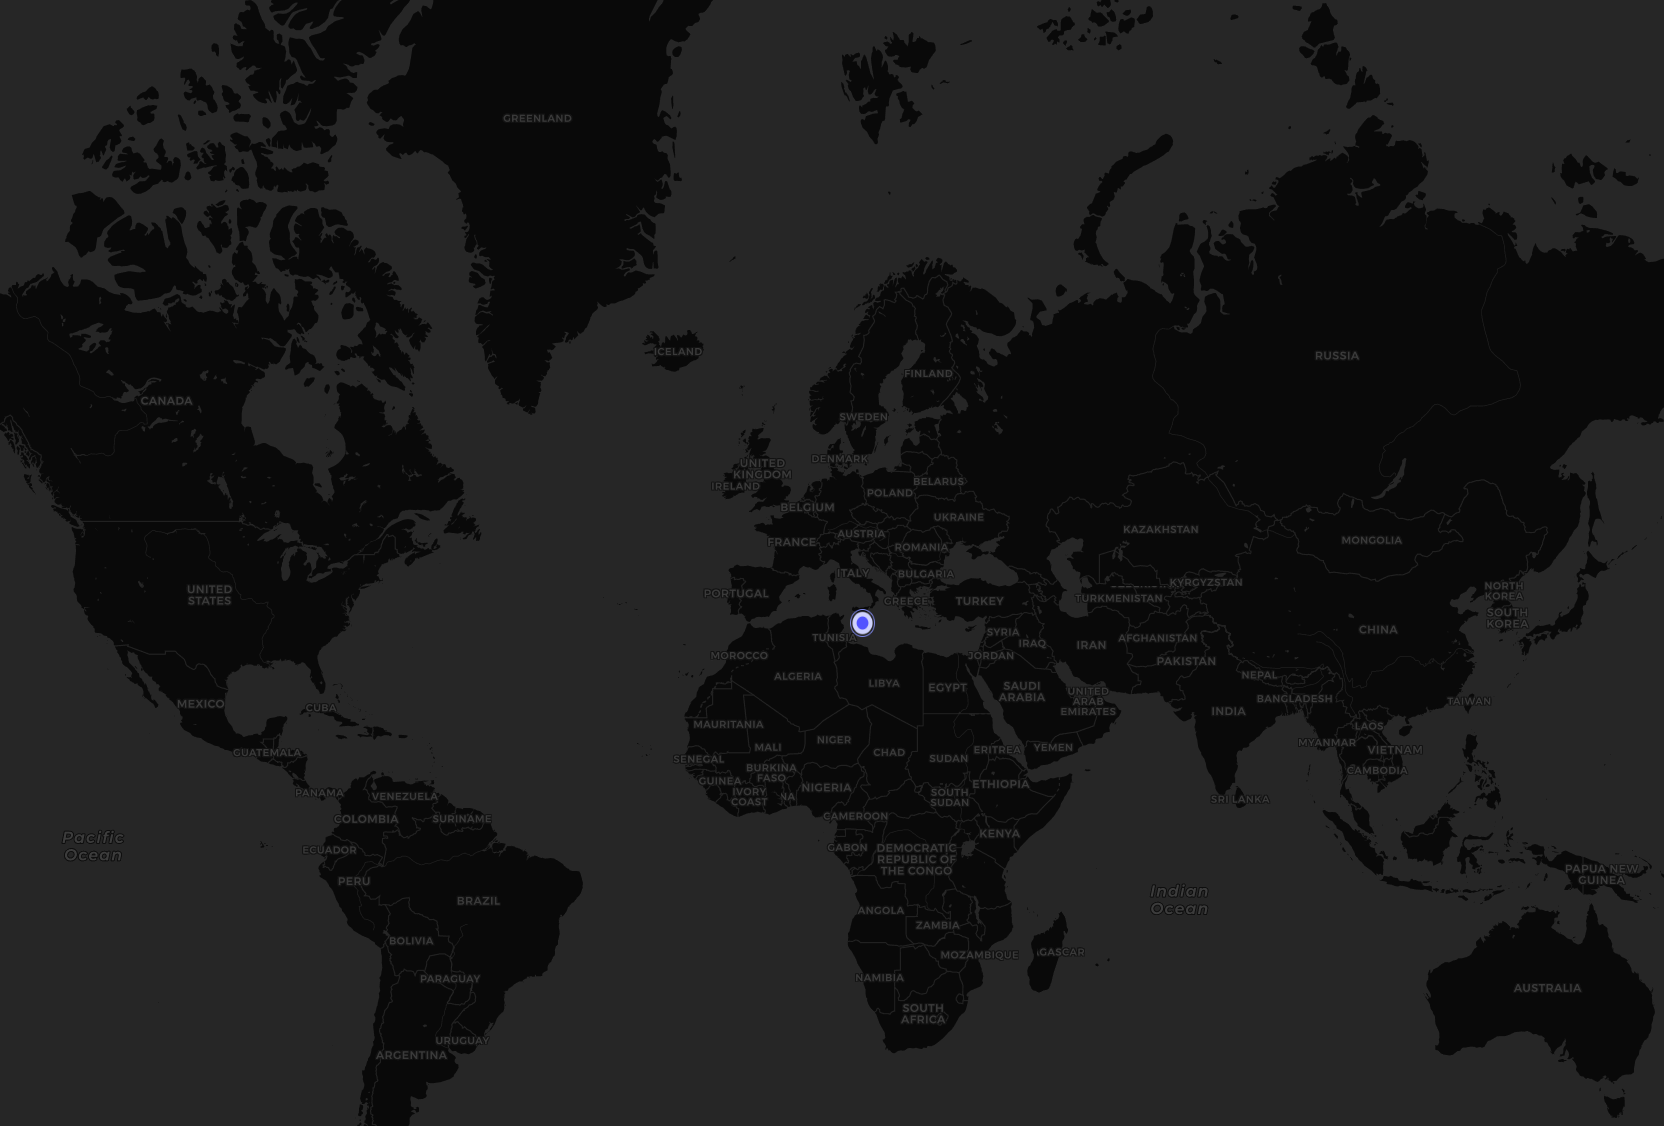 GREENLAND
ICELAND
RUSSIA
FINLAND
CANADA
SWEDEN
DENMARK
UNITED
KINGDOM
IRELAND
BELARUS
POLAND
BELGIUM
UKRAINE
KAZAKHSTAN
AUSTRIA
FRANCE
MONGOLIA
ROMANIA
ITALY
BULGARIA
KYRGYZSTAN
UNITED
STATES
NORTH
KOREA
PORTUGAL
GREECE
TURKEY
TURKMENISTAN
SOUTH
KOREA
CHINA
TUNISIA
SYRIA
IRAQ
IRAN
AFGHANISTAN
MOROCCO
JORDAN
PAKISTAN
ALGERIA
LIBYA
EGYPT
SAUDI
ARABIA
NEPAL
UNITED
ARAB
EMIRATES
BANGLADESH
MEXICO
CUBA
INDIA
TAIWAN
MAURITANIA
LAOS
MALI
NIGER
CHAD
SUDAN
ERITREA
YEMEN
MYANMAR
VIETNAM
GUATEMALA
SENEGAL
BURKINA
FASO
CAMBODIA
GUINEA
NIGERIA
ETHIOPIA
PANAMA
VENEZUELA
IVORY
COAST
NA
SOUTH
SUDAN
SRI LANKA
COLOMBIA
SURINAME
CAMEROON
KENYA
Pacific
Ocean
ECUADOR
GABON
DEMOCRATIC
REPUBLIC OF
THE CONGO
PERU
PAPUA NEW
GUINEA
BRAZIL
Indian
Ocean
ANGOLA
ZAMBIA
BOLIVIA
MOZAMBIQUE
GASCAR
PARAGUAY
NAMIBIA
AUSTRALIA
SOUTH
AFRICA
URUGUAY
ARGENTINA